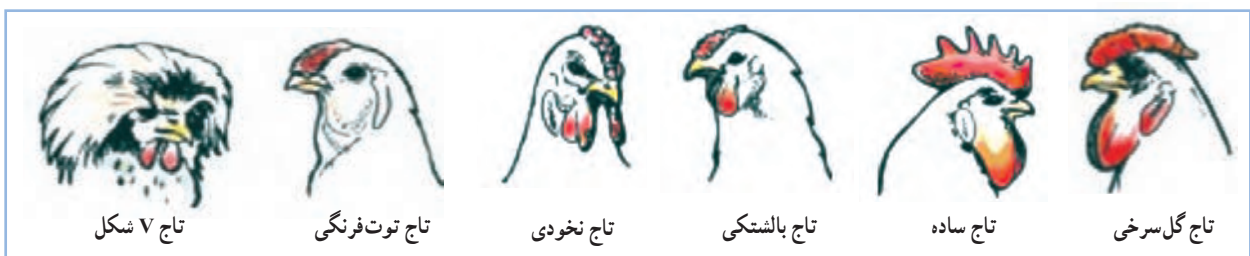 تاج گل‌سرخی
تاج ساده
تاج بالشتکی
تاج نخودی
تاج توت‌فرنگی
تاج V شکل